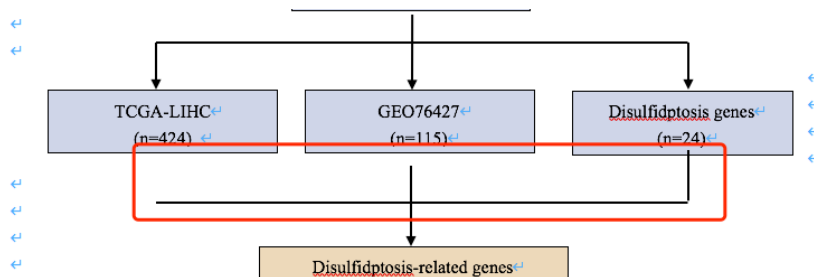 TCGA-LIHC
(n=424)
GEO76427
(n=115)
Disulfidptosis genes
(n=24)
Disulfidptosis-related genes